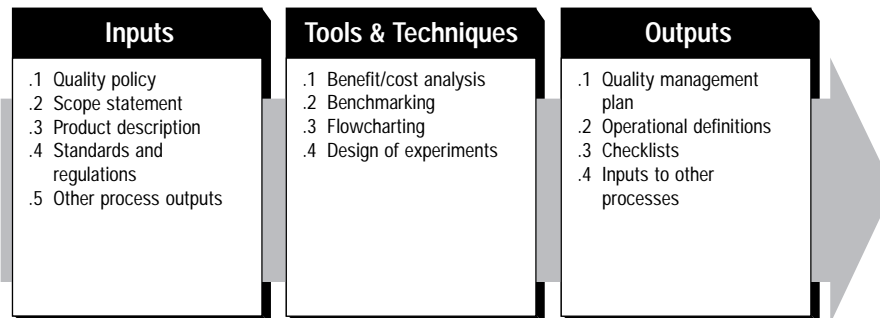 Inputs
.1 Quality policy
.2 Scope statement
.3 Product description
.4 Standards and
regulations
.5 Other process outputs
Tools & Techniques
.1 Benefit/cost analysis
.2 Benchmarking
.3 Flowcharting
.4 Design of experiments
Outputs
.1 Quality management
plan
.2 Operational definitions
.3 Checklists
.4 Inputs to other
processes